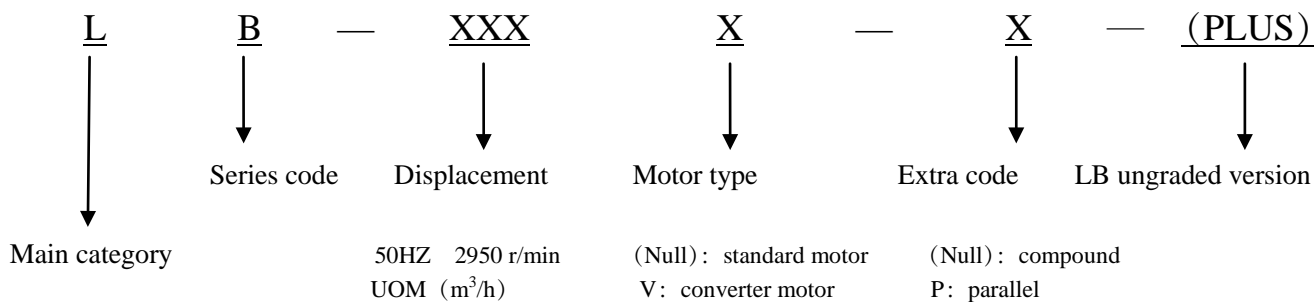 L B — XXX X — X — (PLUS)
Series code Displacement Motor type Extra code LB ungraded version
Main category 50HZ 2950 r/min (Null): standard motor (Null): compound
UOM (m³/h) V: converter motor P: parallel